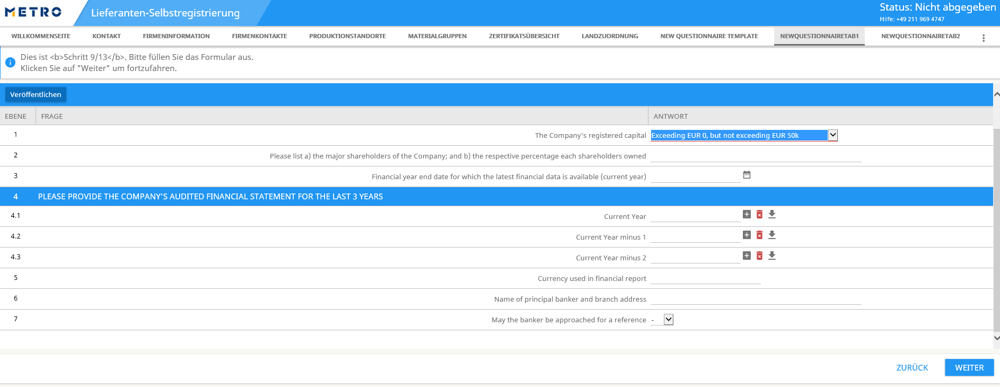 METRO
Lieferanten-Selbstregistrierung
Status: Nicht abgegeben
Hilfe: +49 211 969 4747
WILLKOMMENSEITE KONTAKT FIRMENINFORMATION FIRMENKONTAKTE PRODUKTIONSTANDORTE MATERIALGRUPPEN ZERTIFIKATSÜBERSICHT LANDZUORDNUNG NEW QUESTIONNAIRE TEMPLATE NEWQUESTIONNAIRETAB1 NEWQUESTIONNAIRETAB2
Dies ist <b>Schritt 9/13</b>. Bitte füllen Sie das Formular aus.
Klicken Sie auf "Weiter" um fortzufahren.
Veröffentlichen
EBENE FRAGE ANTWORT
1 The Company's registered capital Exceeding EUR 0, but not exceeding EUR 50k
2 Please list a) the major shareholders of the Company; and b) the respective percentage each shareholders owned
3 Financial year end date for which the latest financial data is available (current year)
4 PLEASE PROVIDE THE COMPANY'S AUDITED FINANCIAL STATEMENT FOR THE LAST 3 YEARS
4.1 Current Year
4.2 Current Year minus 1
4.3 Current Year minus 2
5 Currency used in financial report
6 Name of principal banker and branch address
7 May the banker be approached for a reference -
ZURÜCK WEITER